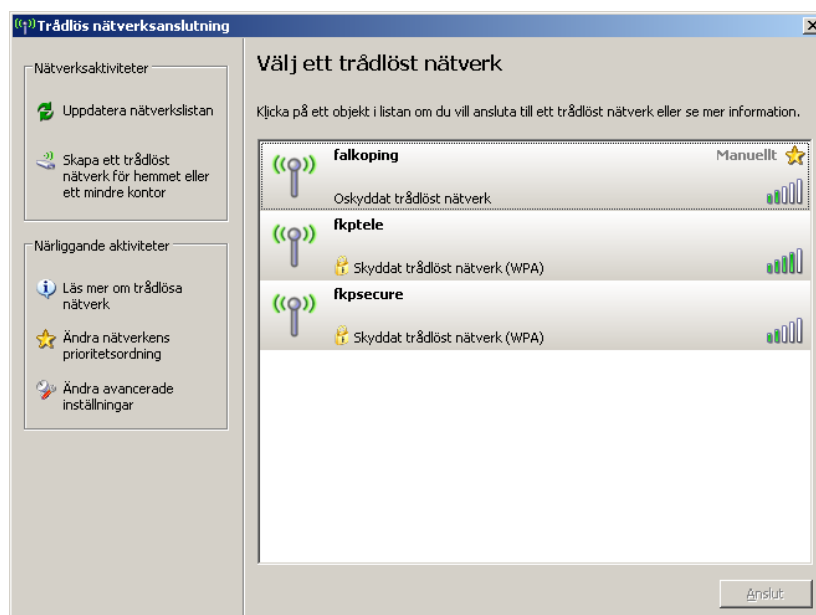 Trådlös nätverksanslutning
Nätverksaktiviteter
Uppdatera nätverkslistan
Skapa ett trådlöst
nätverk för hemmet eller
ett mindre kontor
Närliggande aktiviteter
Läs mer om trådlösa
nätverk
Ändra nätverkens
prioritetsordning
Ändra avancerade
inställningar
Välj ett trådlöst nätverk
Klicka på ett objekt i listan om du vill ansluta till ett trådlöst nätverk eller se mer information.
falkoping
Manuellt
Oskyddat trådlöst nätverk
fkptele
Skyddat trådlöst nätverk (WPA)
fkpsecure
Skyddat trådlöst nätverk (WPA)
Anslut